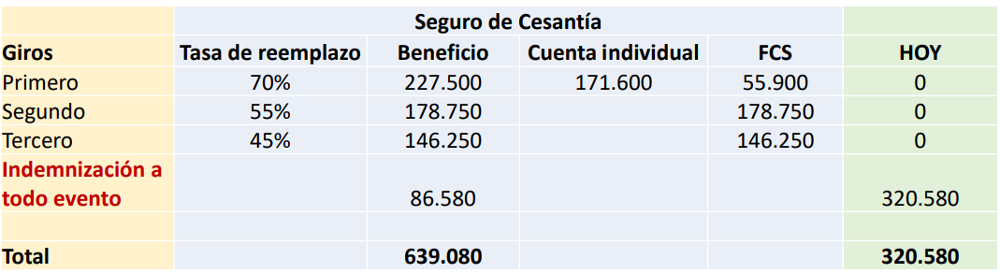 Seguro de Cesantía
Giros Tasa de reemplazo Beneficio Cuenta individual FCS HOY
Primero 70% 227.500 171.600 55.900 0
Segundo 55% 178.750 178.750 0
Tercero 45% 146.250 146.250 0
Indemnización a
todo evento 86.580 320.580
Total 639.080 320.580